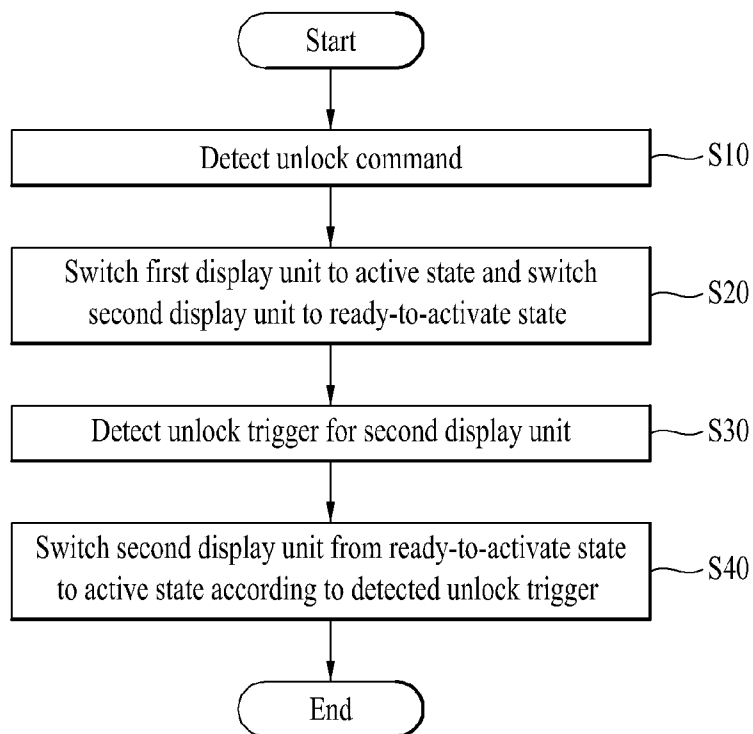 Start
Detect unlock command
S10
Switch first display unit to active state and switch
second display unit to ready-to-activate state
S20
Detect unlock trigger for second display unit
S30
Switch second display unit from ready-to-activate state
to active state according to detected unlock trigger
S40
End